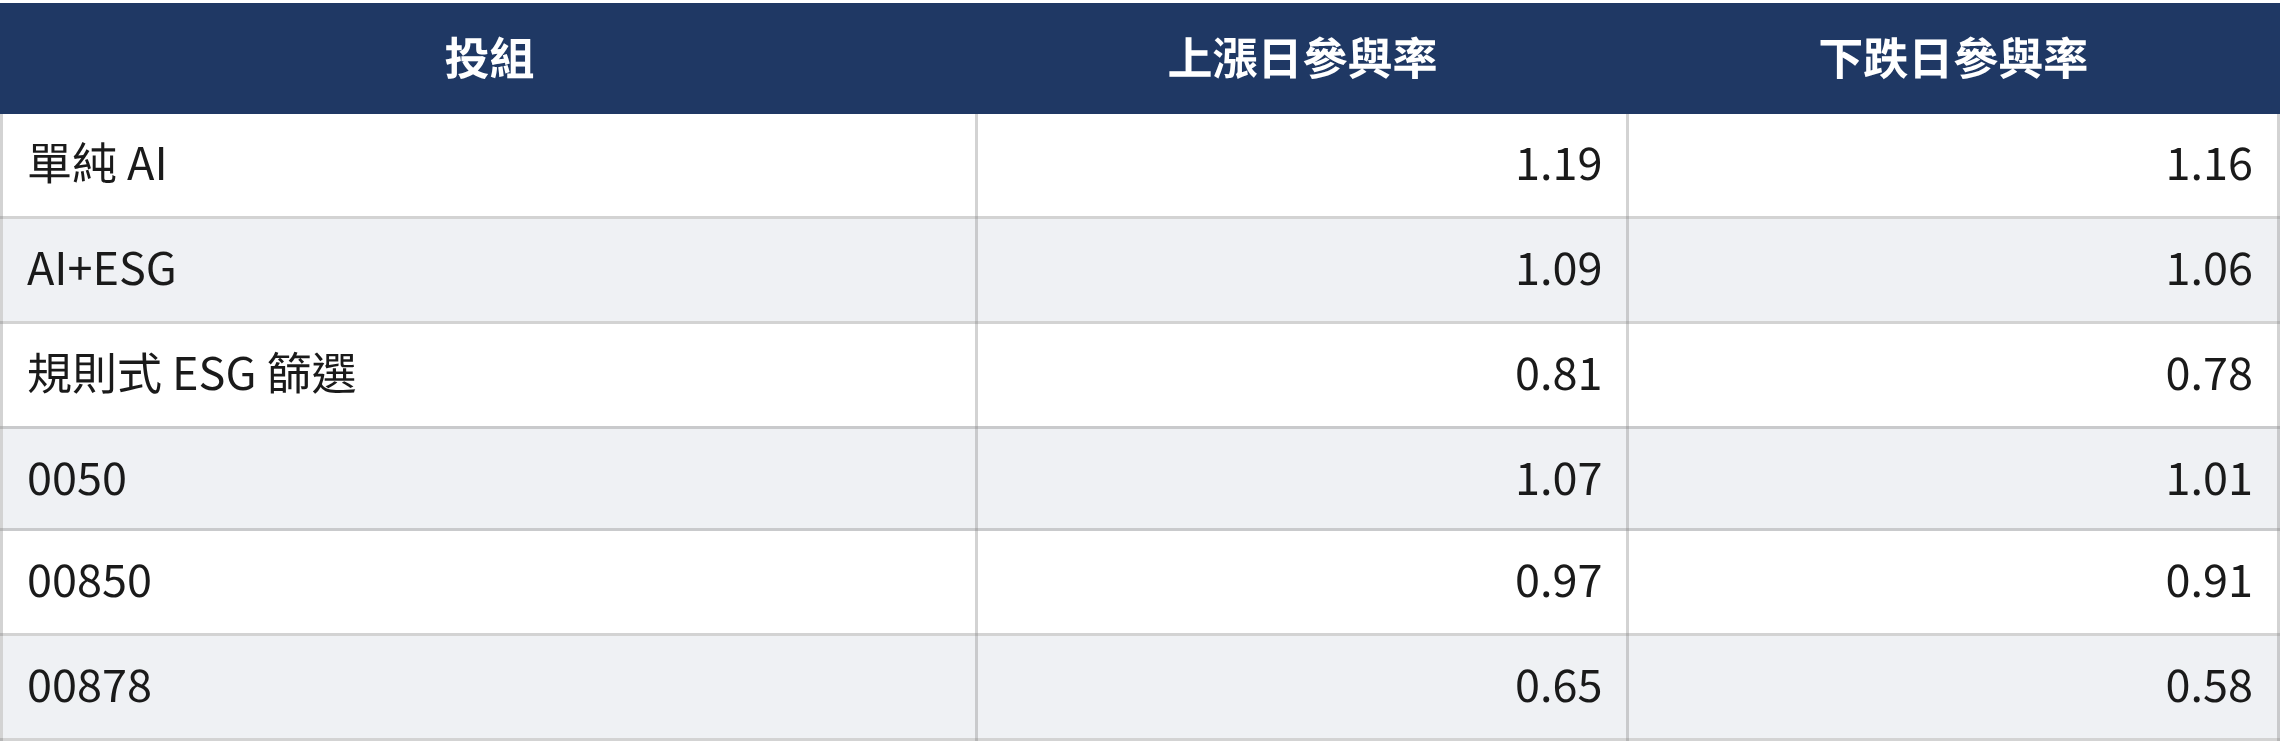 投組 上漲日參與率 下跌日參與率
單純 AI 1.19 1.16
AI+ESG 1.09 1.06
規則式 ESG 篩選 0.81 0.78
0050 1.07 1.01
00850 0.97 0.91
00878 0.65 0.58